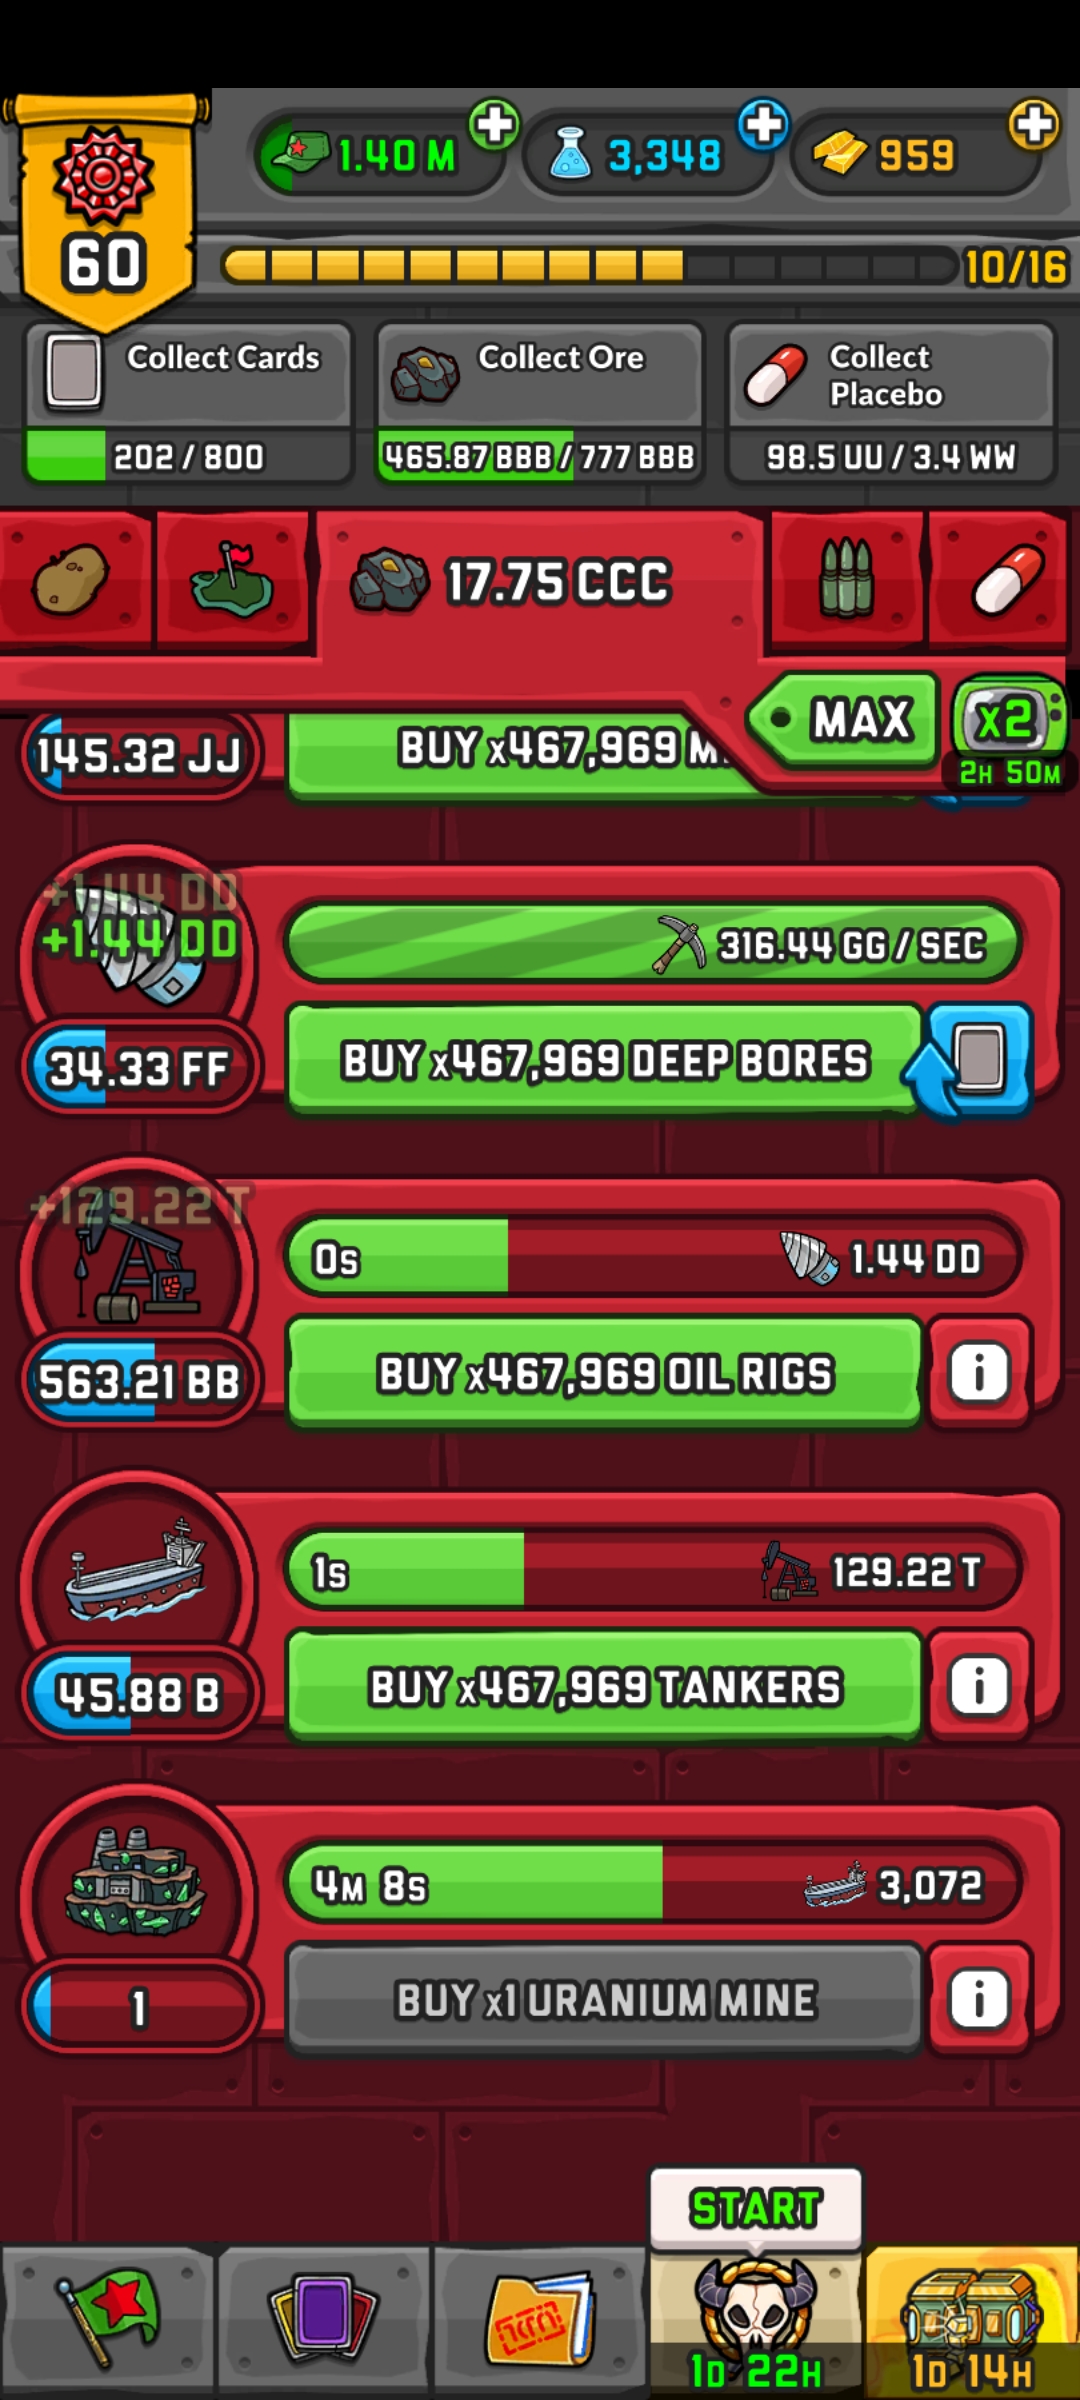 60
1.40 M
3,348
959
10/16
Collect Cards
202 / 800
Collect Ore
465.87 BBB / 777 BBB
Collect
Placebo
98.5 UU / 3.4 WW
17.75 CCC
MAX
x2
2H 50M
145.32 JJ
BUY x467,969
+1.44 DD
+1.44 DD
316.44 GG / SEC
34.33 FF
BUY x467,969 DEEP BORES
+129.22 T
0s
1.44 DD
563.21 BB
BUY x467,969 OIL RIGS
i
1s
129.22 T
45.88 B
BUY x467,969 TANKERS
i
4M 8s
3,072
1
BUY x1 URANIUM MINE
i
START
1D 22H
1D 14H